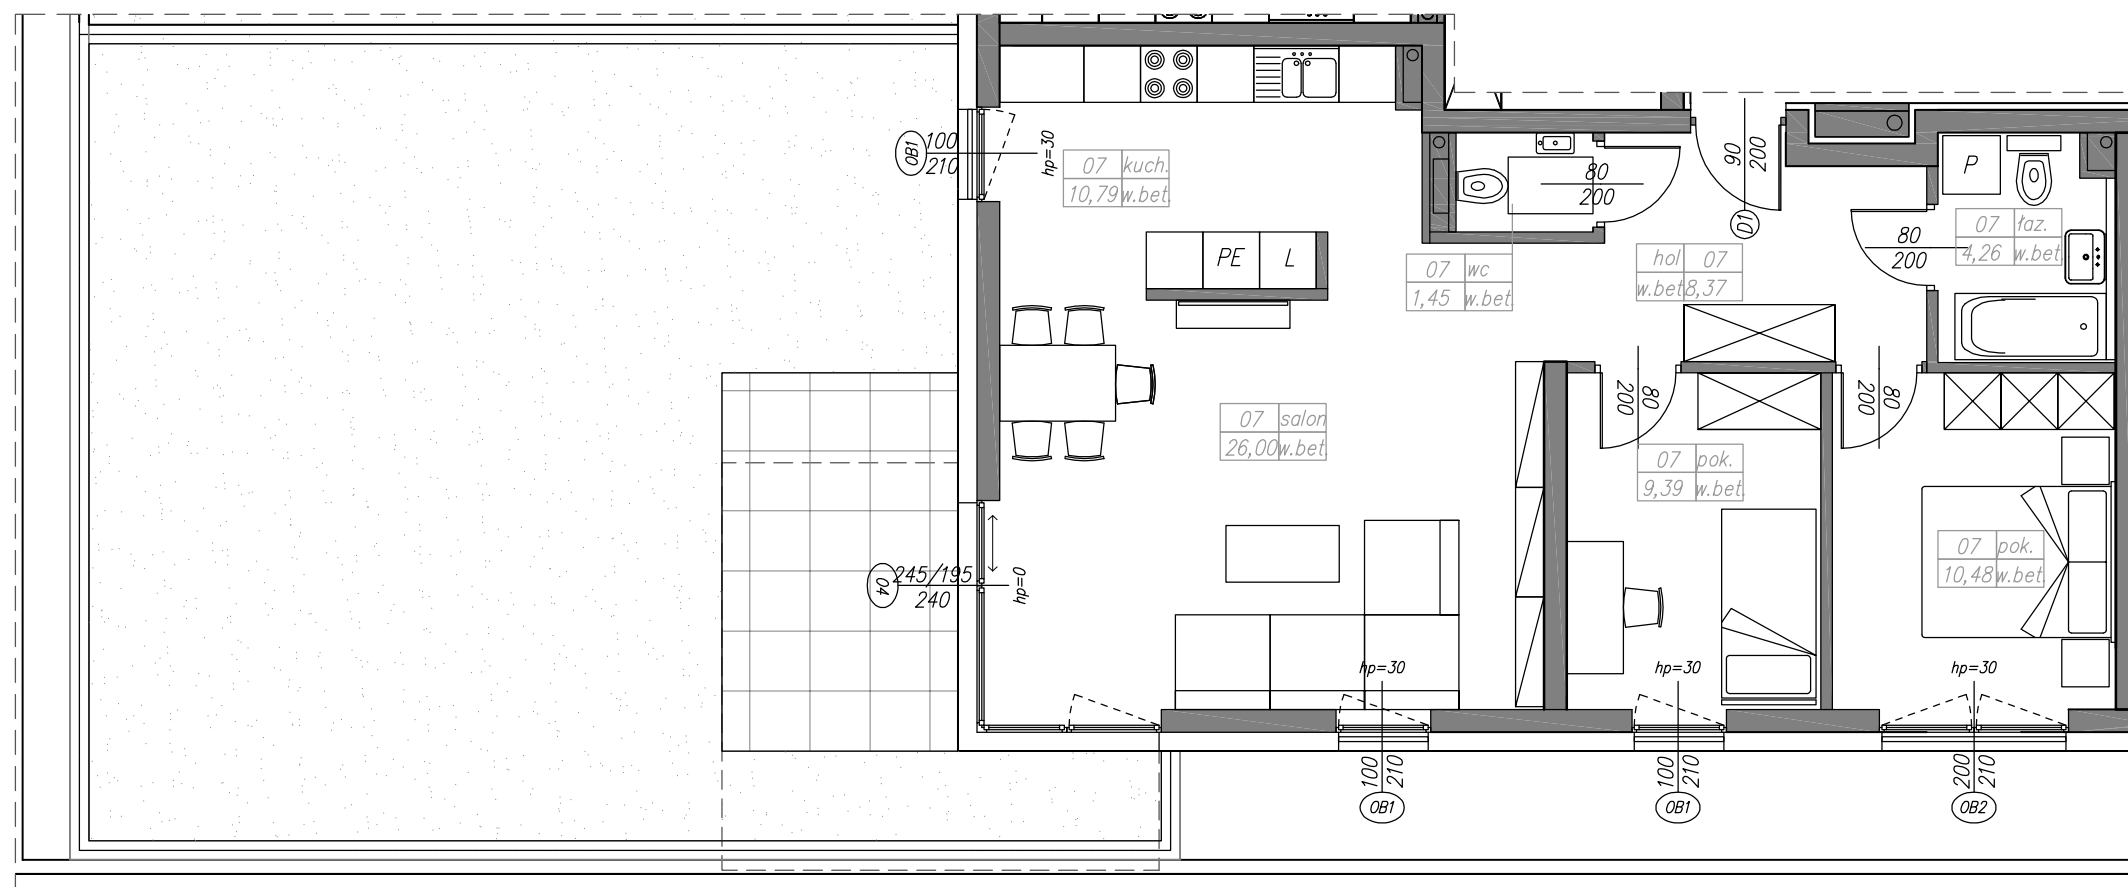 OB1
100
210
hp=30
07 kuch.
10,79 w.bet.
80
200
90
200
D1
P
07 łaz.
4,26 w.bet.
80
200
PE
L
07 wc
1,45 w.bet.
hol 07
w.bet. 8,37
80
200
80
200
07 salon
26,00 w.bet.
07 pok.
9,39 w.bet.
07 pok.
10,48 w.bet.
04
245/195
240
hp=0
hp=30
hp=30
hp=30
100
210
100
210
200
210
OB1
OB1
OB2